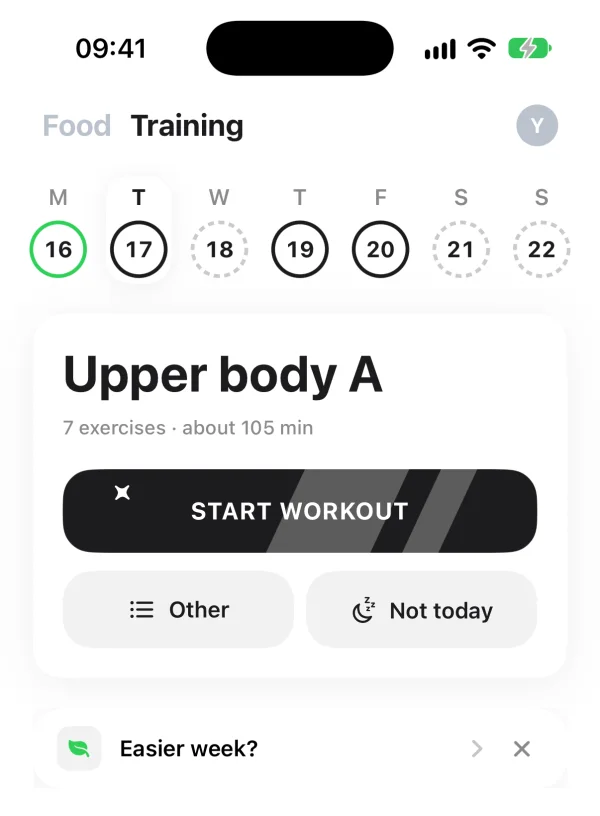 09:41
Food Training Y
M T W T F S S
16 17 18 19 20 21 22
Upper body A
7 exercises · about 105 min
START WORKOUT
Other
zzzz Not today
Easier week?